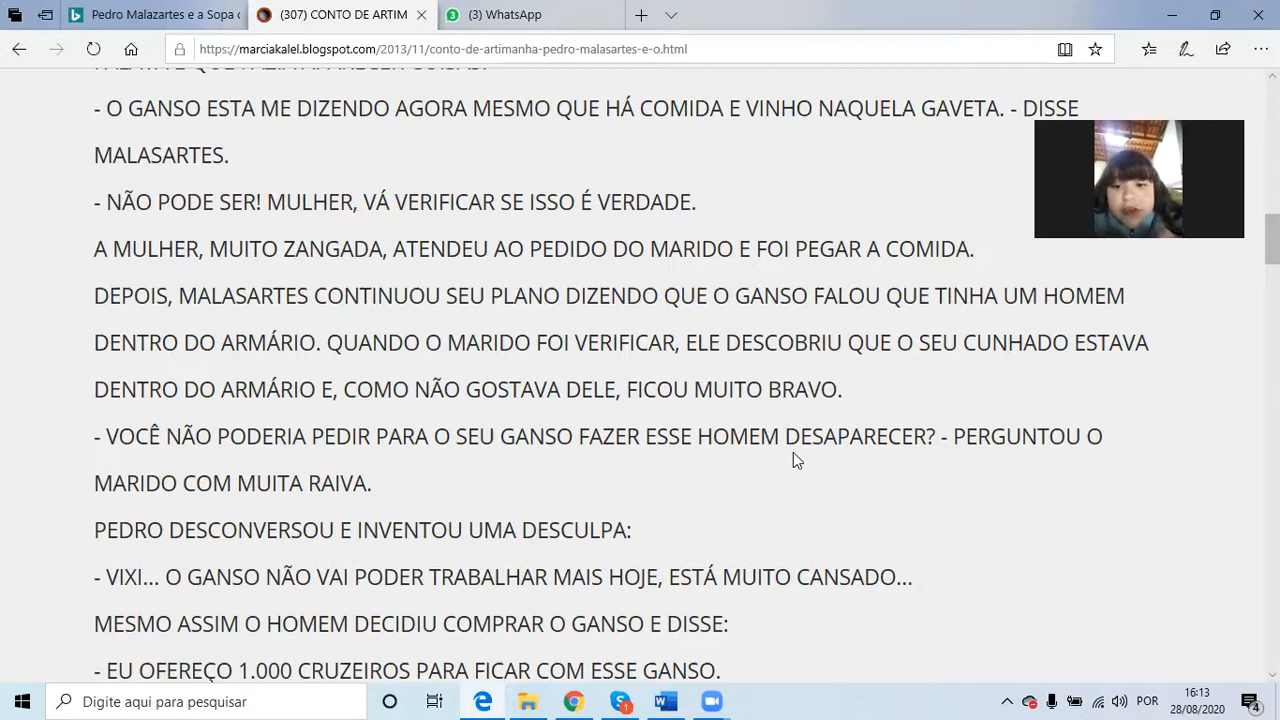 Pedro Malazartes e a Sopa d
(307) CONTO DE ARTIM
(3) WhatsApp
https://marciakalel.blogspot.com/2013/11/conto-de-artimanha-pedro-malasartes-e-o.html
- O GANSO ESTA ME DIZENDO AGORA MESMO QUE HÁ COMIDA E VINHO NAQUELA GAVETA. - DISSE
MALASARTES.
- NÃO PODE SER! MULHER, VÁ VERIFICAR SE ISSO É VERDADE.
A MULHER, MUITO ZANGADA, ATENDEU AO PEDIDO DO MARIDO E FOI PEGAR A COMIDA.
DEPOIS, MALASARTES CONTINUOU SEU PLANO DIZENDO QUE O GANSO FALOU QUE TINHA UM HOMEM
DENTRO DO ARMÁRIO. QUANDO O MARIDO FOI VERIFICAR, ELE DESCOBRIU QUE O SEU CUNHADO ESTAVA
DENTRO DO ARMÁRIO E, COMO NÃO GOSTAVA DELE, FICOU MUITO BRAVO.
- VOCÊ NÃO PODERIA PEDIR PARA O SEU GANSO FAZER ESSE HOMEM DESAPARECER? - PERGUNTOU O
MARIDO COM MUITA RAIVA.
PEDRO DESCONVERSOU E INVENTOU UMA DESCULPA:
- VIXI... O GANSO NÃO VAI PODER TRABALHAR MAIS HOJE, ESTÁ MUITO CANSADO...
MESMO ASSIM O HOMEM DECIDIU COMPRAR O GANSO E DISSE:
- EU OFEREÇO 1.000 CRUZEIROS PARA FICAR COM ESSE GANSO.
Digite aqui para pesquisar
POR
16:13
28/08/2020